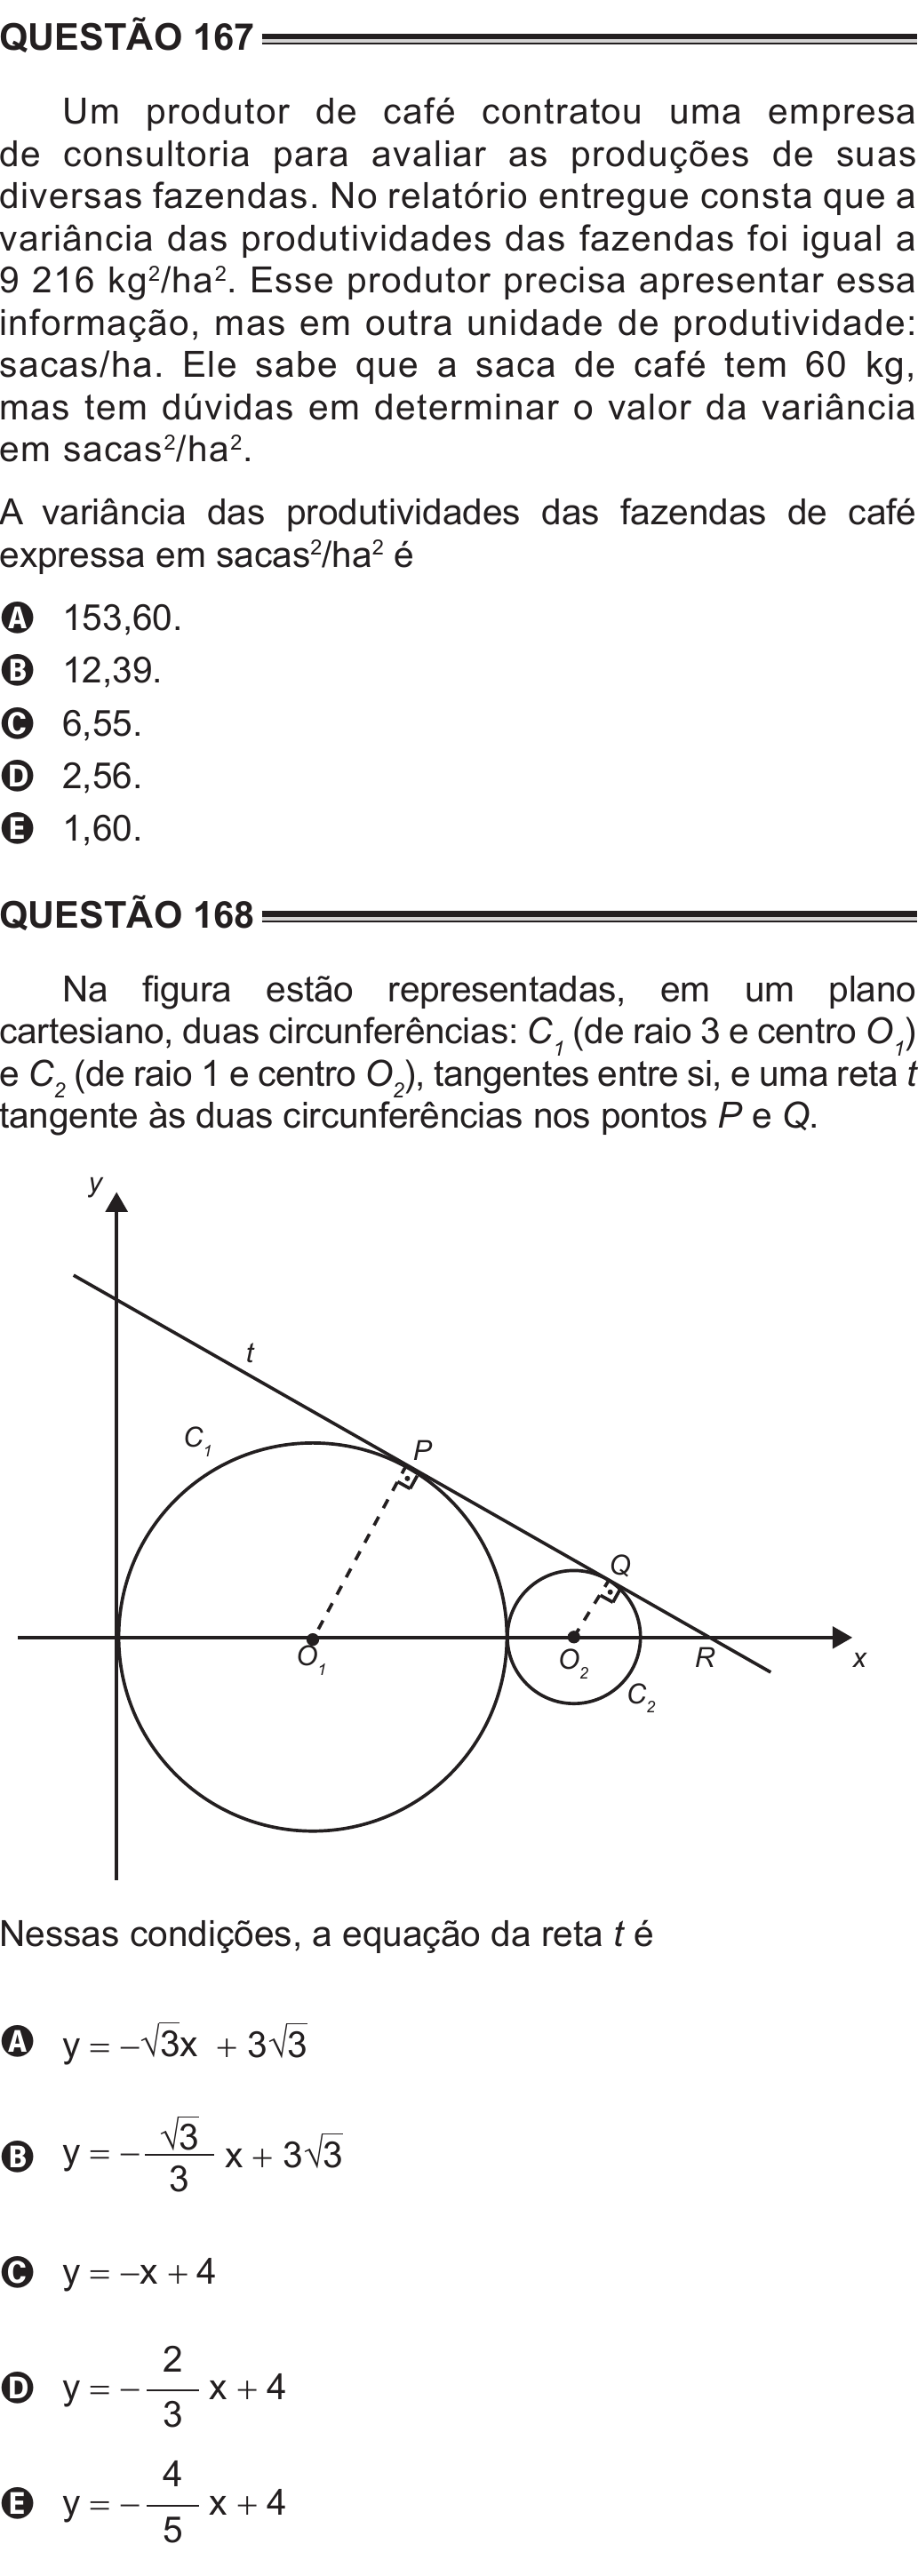 QUESTÃO 167
Um produtor de café contratou uma empresa
de consultoria para avaliar as produções de suas
diversas fazendas. No relatório entregue consta que a
variância das produtividades das fazendas foi igual a
9 216 kg²/ha². Esse produtor precisa apresentar essa
informação, mas em outra unidade de produtividade:
sacas/ha. Ele sabe que a saca de café tem 60 kg,
mas tem dúvidas em determinar o valor da variância
em sacas²/ha².
A variância das produtividades das fazendas de café
expressa em sacas²/ha² é
A 153,60.
B 12,39.
C 6,55.
D 2,56.
E 1,60.
QUESTÃO 168
Na figura estão representadas, em um plano
cartesiano, duas circunferências: C₁ (de raio 3 e centro O₁)
e C₂ (de raio 1 e centro O₂), tangentes entre si, e uma reta t
tangente às duas circunferências nos pontos P e Q.
y
t
C₁
P
Q
O₁
O₂
R
x
C₂
Nessas condições, a equação da reta t é
A y = −√3x + 3√3
B y = −√3/3 x + 3√3
C y = −x + 4
D y = −2/3 x + 4
E y = −4/5 x + 4